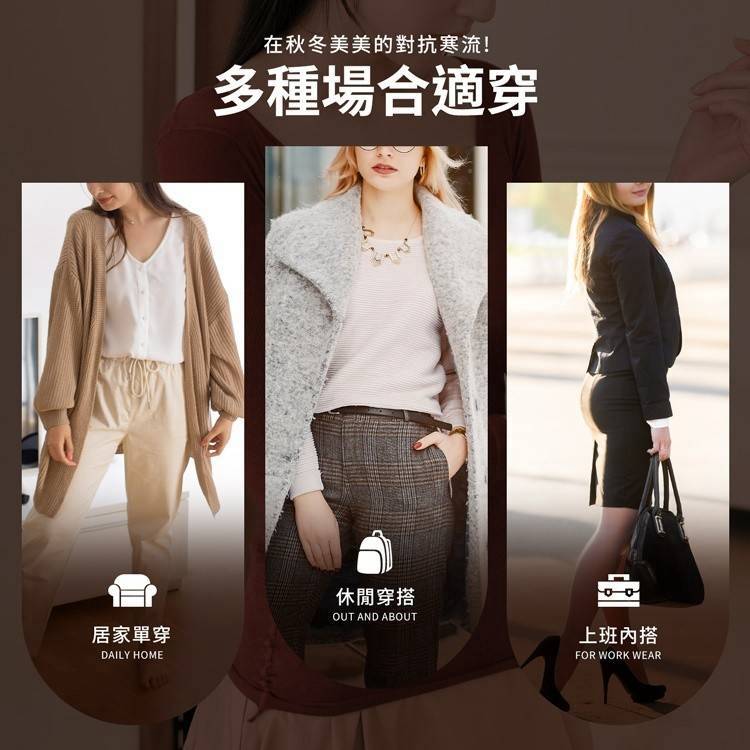 在秋冬美美的對抗寒流!
多種場合適穿
居家單穿
DAILY HOME
休閒穿搭
OUT AND ABOUT
上班內搭
FOR WORK WEAR